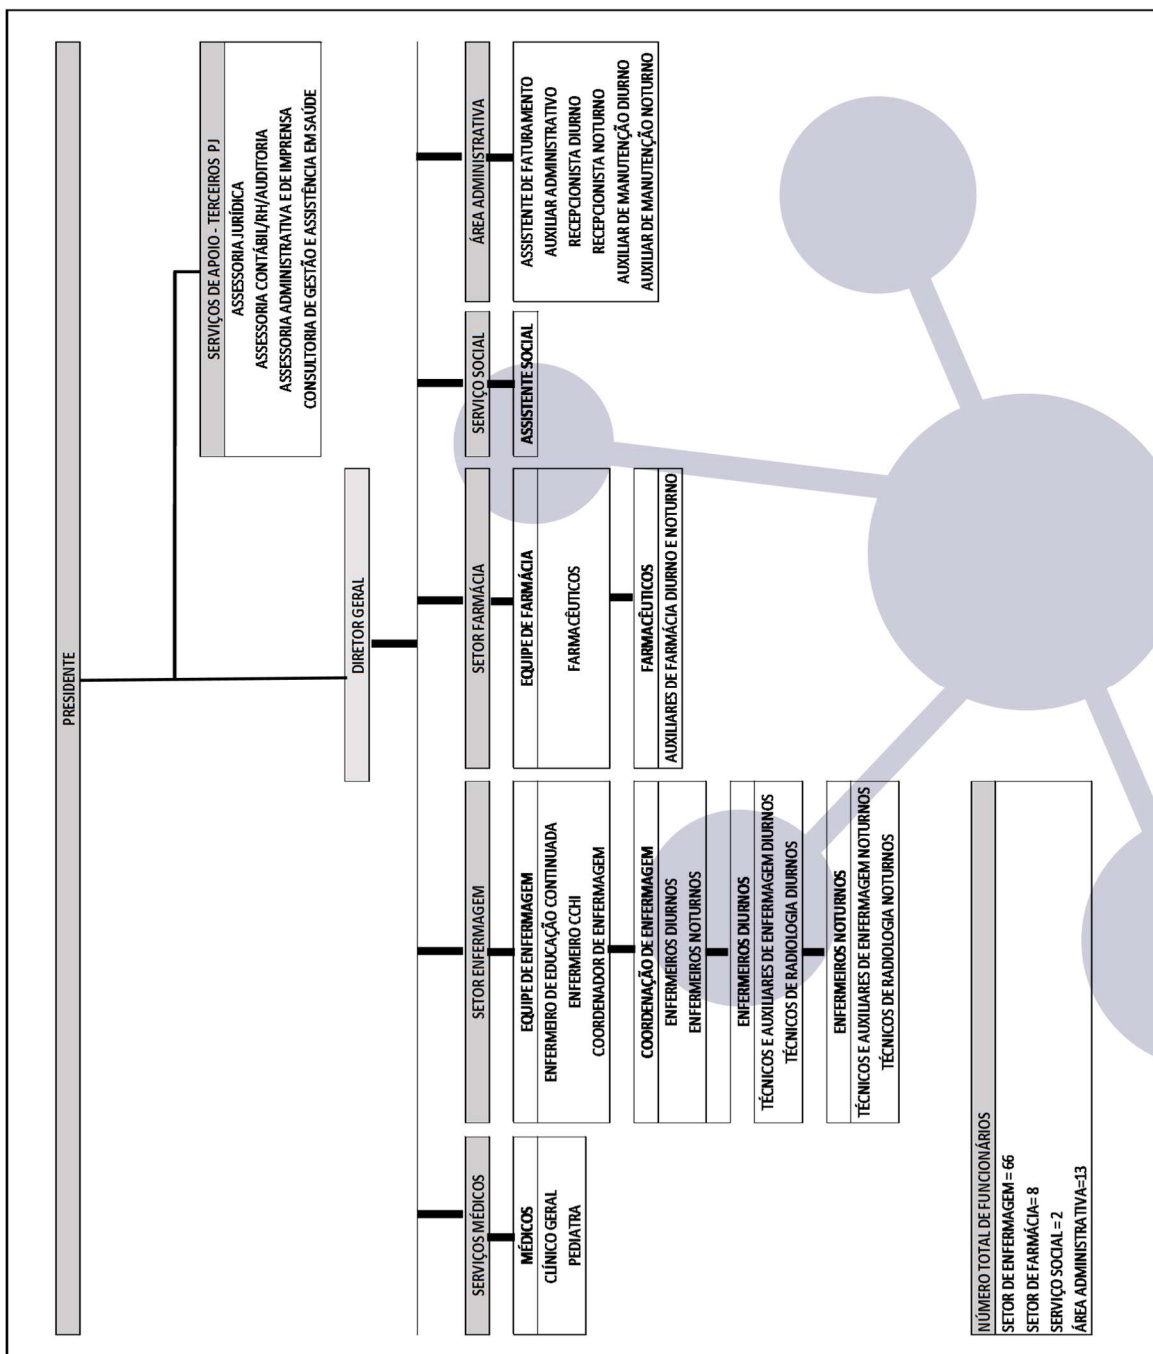 PRESIDENTE
SERVIÇOS DE APOIO - TERCEIROS PJ
ASSESSORIA JURÍDICA
ASSESSORIA CONTÁBIL/RH/AUDITORIA
ASSESSORIA ADMINISTRATIVA E DE IMPRENSA
CONSULTORIA DE GESTÃO E ASSISTÊNCIA EM SAÚDE
DIRETOR GERAL
SERVIÇOS MÉDICOS
MÉDICOS
CLÍNICO GERAL
PEDIATRA
SETOR ENFERMAGEM
EQUIPE DE ENFERMAGEM
ENFERMEIRO DE EDUCAÇÃO CONTINUADA
ENFERMEIRO CCHI
COORDENADOR DE ENFERMAGEM
COORDENAÇÃO DE ENFERMAGEM
ENFERMEIROS DIURNOS
ENFERMEIROS NOTURNOS
ENFERMEIROS DIURNOS
TÉCNICOS E AUXILIARES DE ENFERMAGEM DIURNOS
TÉCNICOS DE RADIOLOGIA DIURNOS
ENFERMEIROS NOTURNOS
TÉCNICOS E AUXILIARES DE ENFERMAGEM NOTURNOS
TÉCNICOS DE RADIOLOGIA NOTURNOS
SETOR FARMÁCIA
EQUIPE DE FARMÁCIA
FARMACÊUTICOS
FARMACÊUTICOS
AUXILIARES DE FARMÁCIA DIURNO E NOTURNO
SERVIÇO SOCIAL
ASSISTENTE SOCIAL
ÁREA ADMINISTRATIVA
ASSISTENTE DE FATURAMENTO
AUXILIAR ADMINISTRATIVO
RECEPCIONISTA DIURNO
RECEPCIONISTA NOTURNO
AUXILIAR DE MANUTENÇÃO DIURNO
AUXILIAR DE MANUTENÇÃO NOTURNO
NÚMERO TOTAL DE FUNCIONÁRIOS
SETOR DE ENFERMAGEM = 66
SETOR DE FARMÁCIA= 8
SERVIÇO SOCIAL = 2
ÁREA ADMINISTRATIVA=13